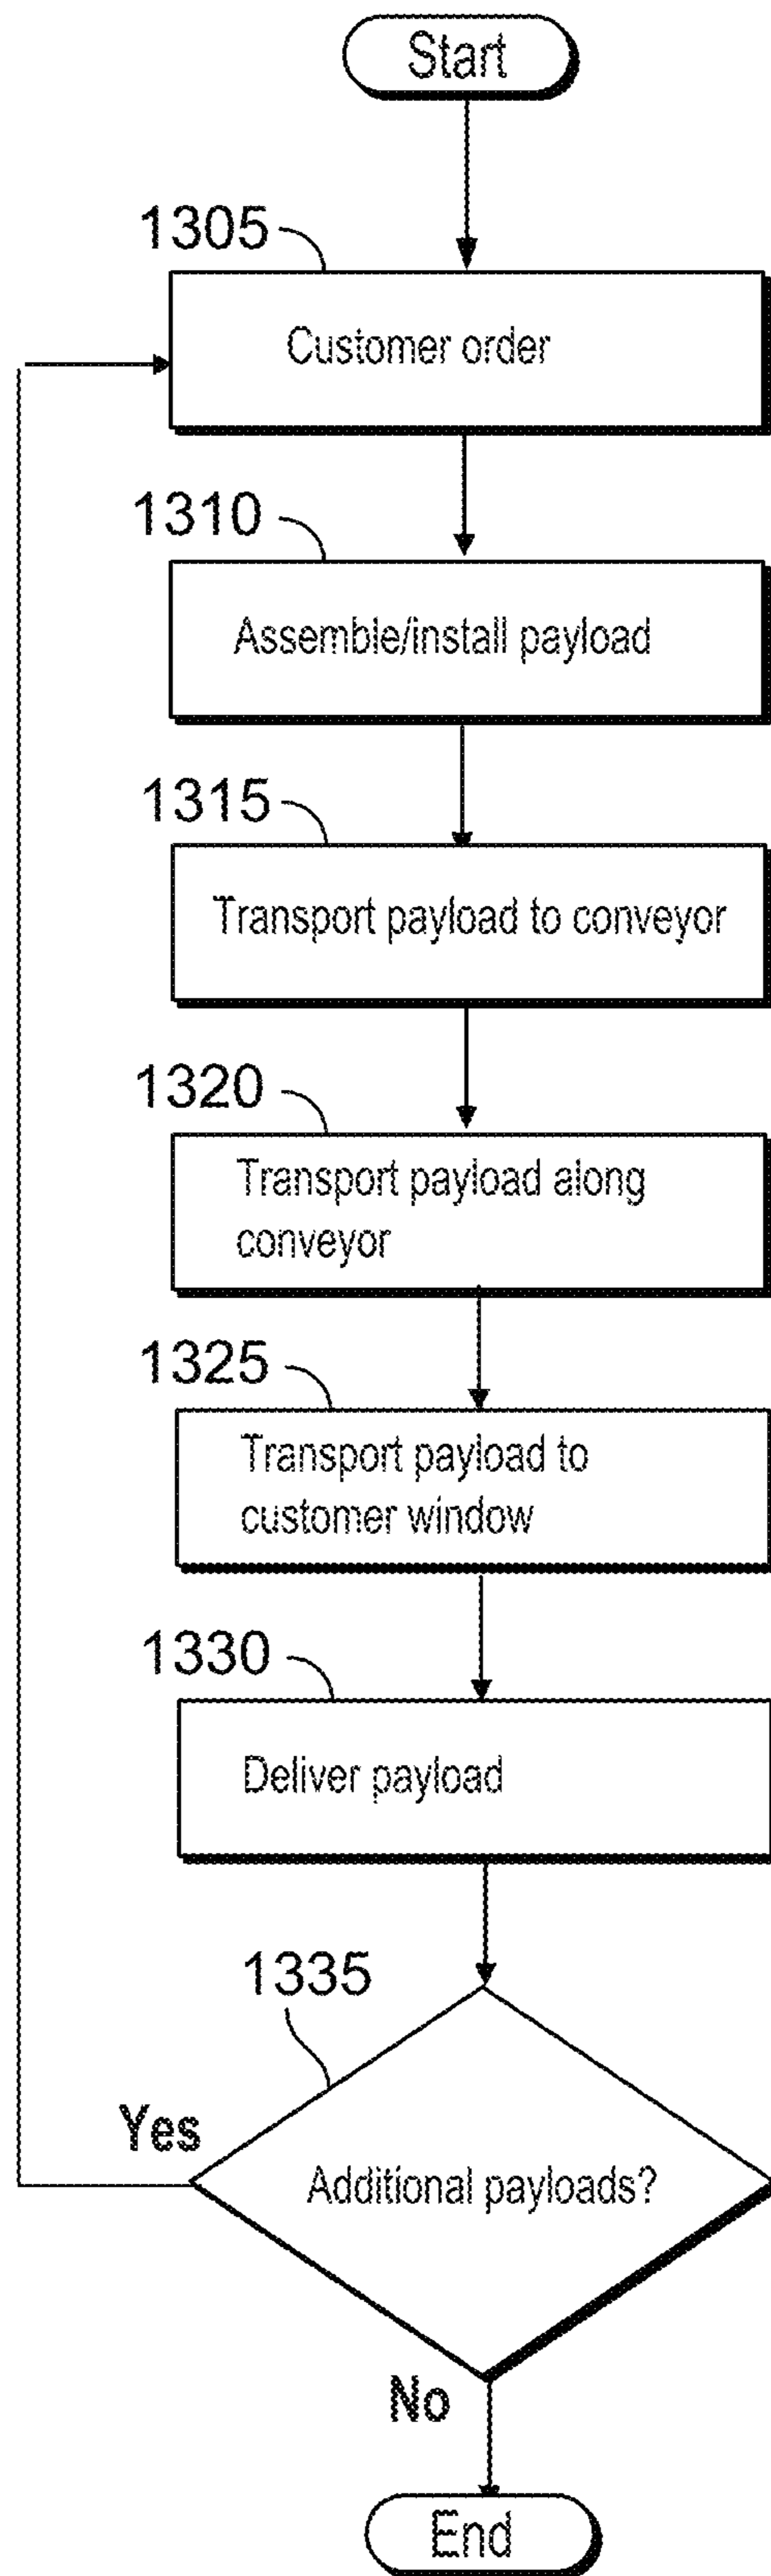 Start
1305
Customer order
1310
Assemble/install payload
1315
Transport payload to conveyor
1320
Transport payload along
conveyor
1325
Transport payload to
customer window
1330
Deliver payload
1335
Yes
Additional payloads?
No
End